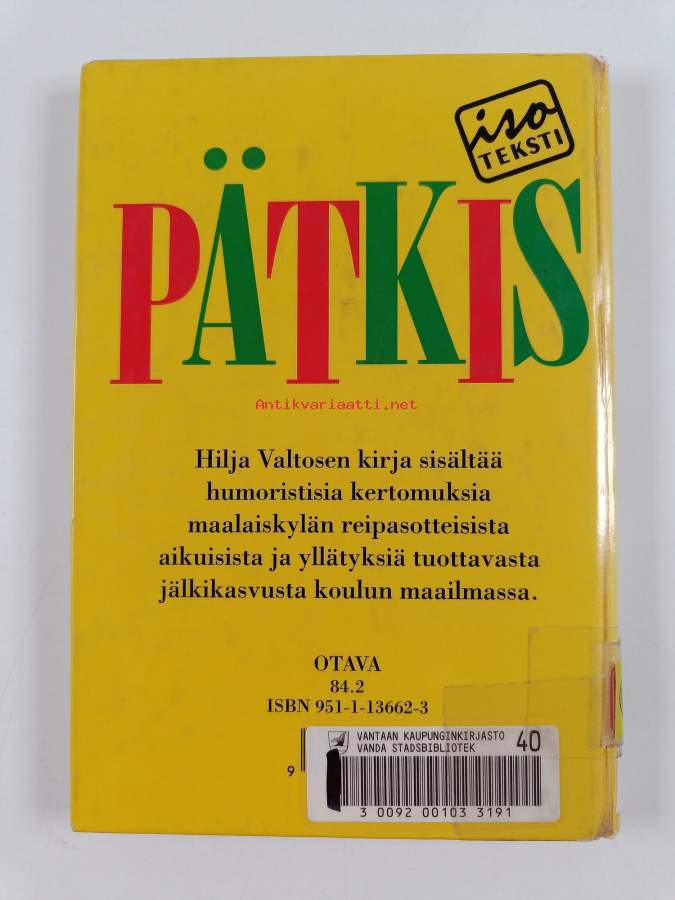 iso
TEKSTI
PÄTKIS
Antikvariaatti.net
Hilja Valtosen kirja sisältää
humoristisia kertomuksia
maalaiskylän reipasotteisista
aikuisista ja yllätyksiä tuottavasta
jälkikasvusta koulun maailmassa.
OTAVA
84.2
ISBN 951-1-13662-3
VANTAAN KAUPUNGINKIRJASTO 40
VANDA STADSBIBLIOTEK
9
3 0092 00103 3191